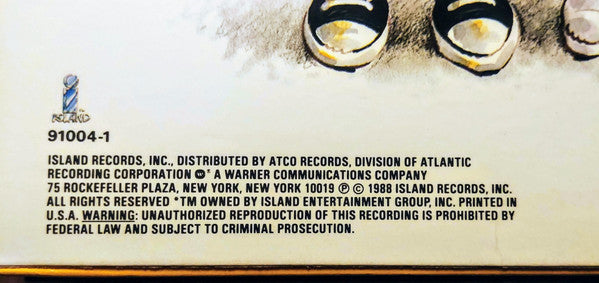 ISLAND
91004-1
ISLAND RECORDS, INC., DISTRIBUTED BY ATCO RECORDS, DIVISION OF ATLANTIC
RECORDING CORPORATION ⓦ* A WARNER COMMUNICATIONS COMPANY
75 ROCKEFELLER PLAZA, NEW YORK, NEW YORK 10019 ℗ © 1988 ISLAND RECORDS, INC.
ALL RIGHTS RESERVED *TM OWNED BY ISLAND ENTERTAINMENT GROUP, INC. PRINTED IN
U.S.A. WARNING: UNAUTHORIZED REPRODUCTION OF THIS RECORDING IS PROHIBITED BY
FEDERAL LAW AND SUBJECT TO CRIMINAL PROSECUTION.